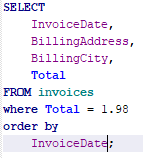 SELECT
InvoiceDate,
BillingAddress,
BillingCity,
Total
FROM invoices
where Total = 1.98
order by
InvoiceDate;